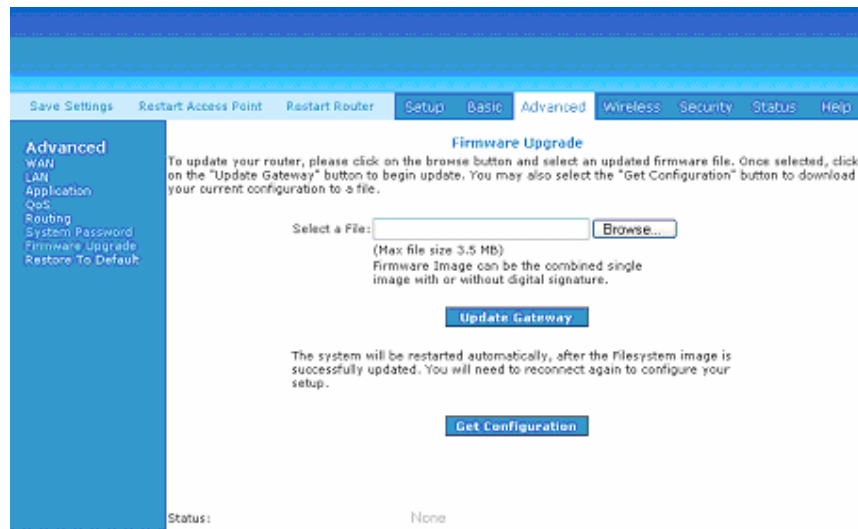 Save Settings Restart Access Point Restart Router Setup Basic Advanced Wireless Security Status Help
Advanced
WAN
LAN
Application
QoS
Routing
System Password
Firmware Upgrade
Restore To Default
Firmware Upgrade
To update your router, please click on the browse button and select an updated firmware file. Once selected, click
on the "Update Gateway" button to begin update. You may also select the "Get Configuration" button to download
your current configuration to a file.
Select a File: Browse...
(Max file size 3.5 MB)
Firmware Image can be the combined single
image with or without digital signature.
Update Gateway
The system will be restarted automatically, after the Filesystem image is
successfully updated. You will need to reconnect again to configure your
setup.
Get Configuration
Status: None